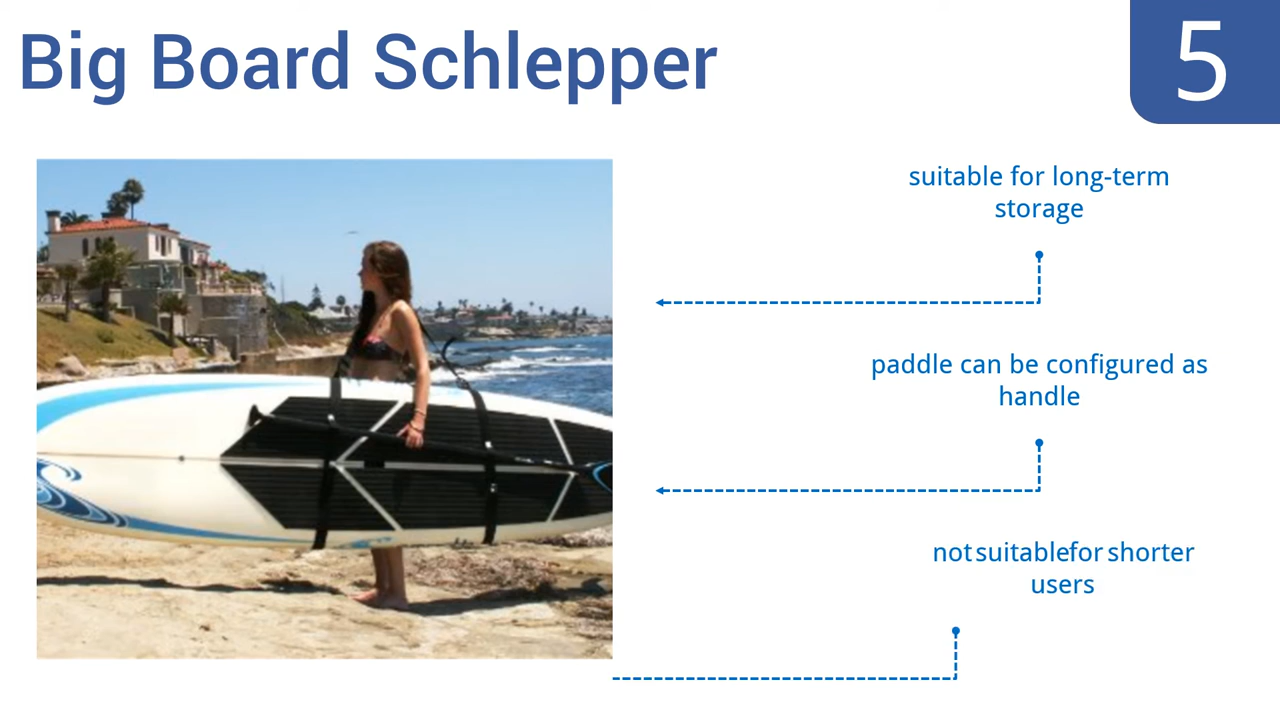 Big Board Schlepper
5
suitable for long-term
storage
paddle can be configured as
handle
not suitable for shorter
users